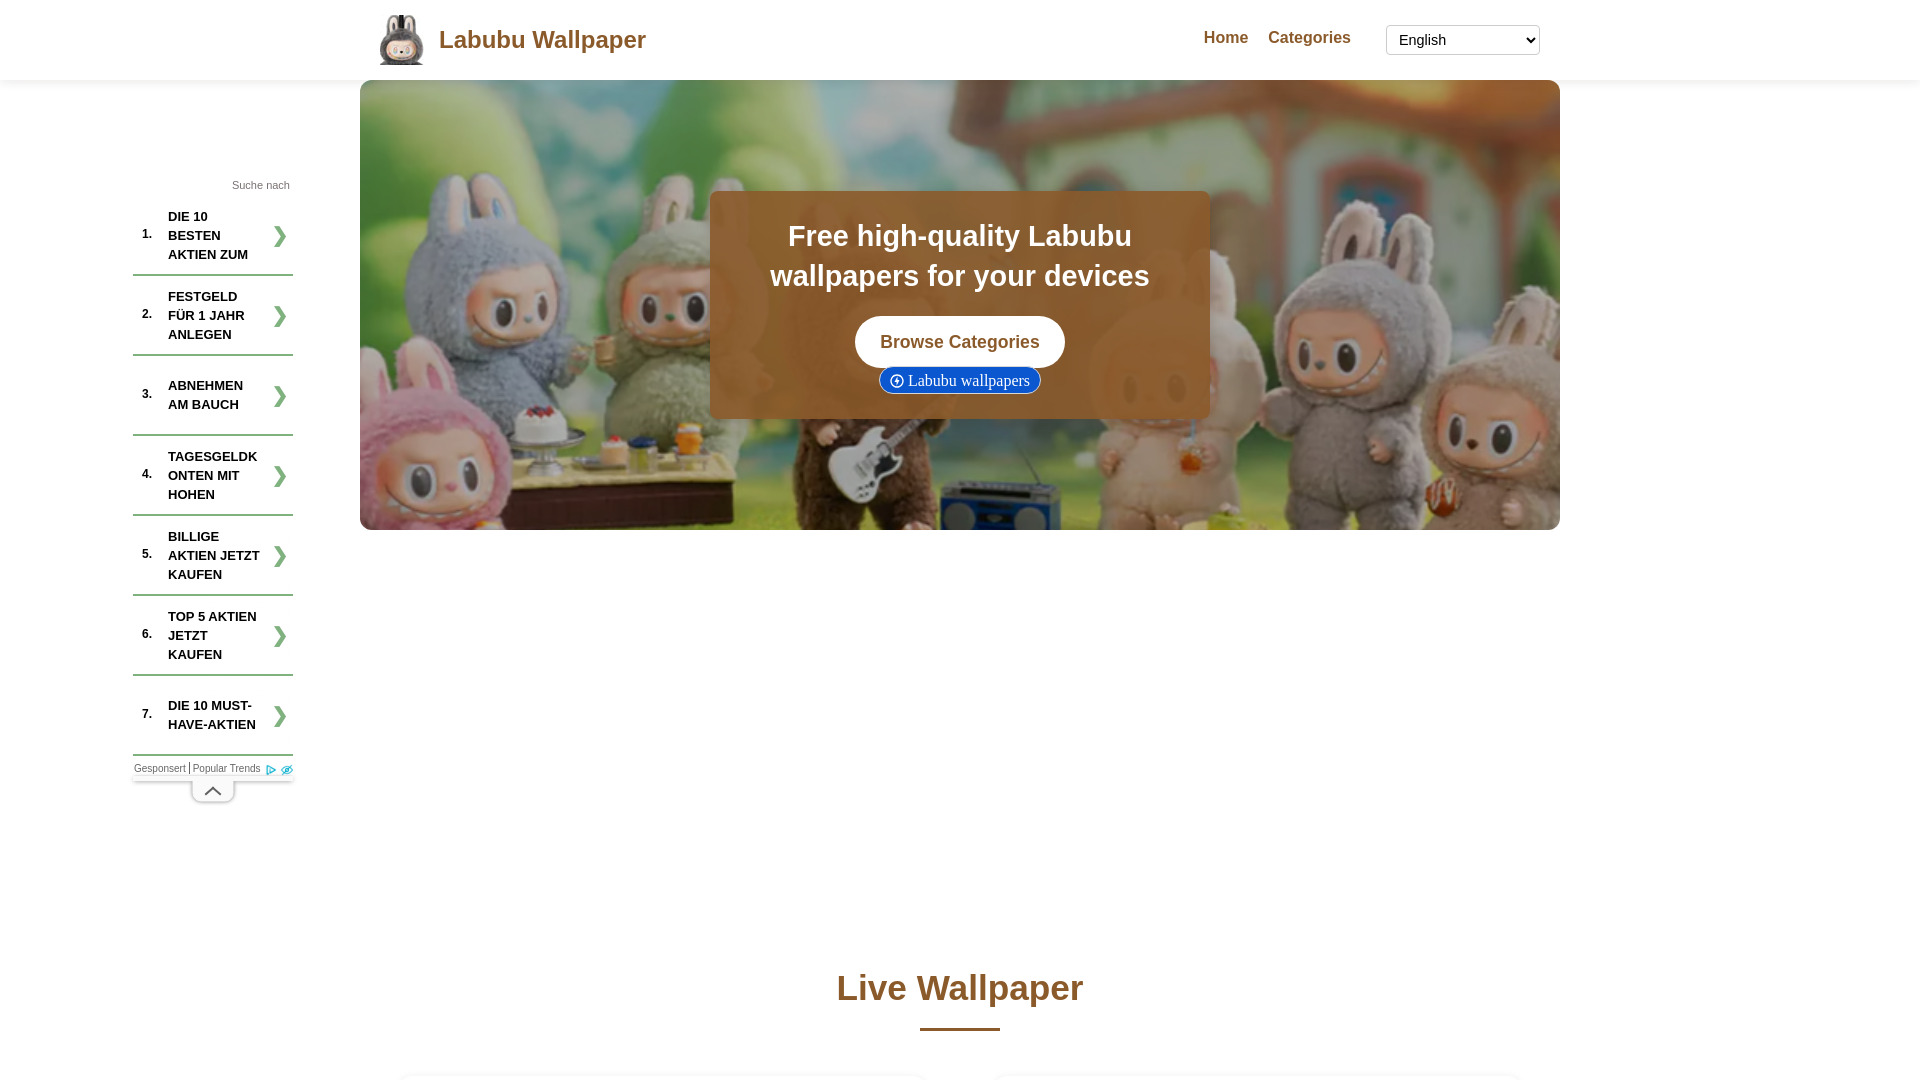 Labubu Wallpaper
Home
Categories
English
Suche nach
1.
DIE 10
BESTEN
AKTIEN ZUM
2.
FESTGELD
FÜR 1 JAHR
ANLEGEN
3.
ABNEHMEN
AM BAUCH
4.
TAGESGELDK
ONTEN MIT
HOHEN
5.
BILLIGE
AKTIEN JETZT
KAUFEN
6.
TOP 5 AKTIEN
JETZT
KAUFEN
7.
DIE 10 MUST-
HAVE-AKTIEN
Gesponsert | Popular Trends
Free high-quality Labubu
wallpapers for your devices
Browse Categories
Labubu wallpapers
Live Wallpaper